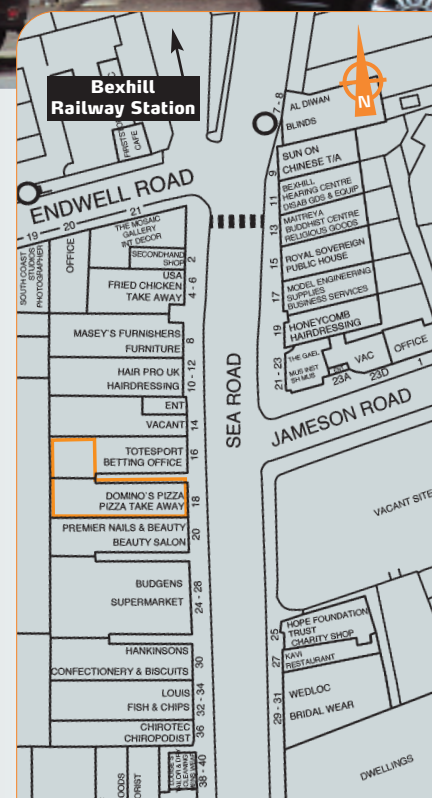 Bexhill
Railway Station
N
CAFE
ENDWELL ROAD
19
20
21
SOUTH COAST
STUDIOS
PHOTOGRAPHER
OFFICE
THE MOSAIC
GALLERY
INT DECOR
SECONDHAND
SHOP
2
USA
FRIED CHICKEN
TAKE AWAY
4 - 6
MASEY'S FURNISHERS
FURNITURE
8
HAIR PRO UK
HAIRDRESSING
10 - 12
ENT
VACANT
14
TOTESPORT
BETTING OFFICE
16
DOMINO'S PIZZA
PIZZA TAKE AWAY
18
PREMIER NAILS & BEAUTY
BEAUTY SALON
20
BUDGENS
SUPERMARKET
24 - 28
HANKINSONS
CONFECTIONERY & BISCUITS
30
LOUIS
FISH & CHIPS
32 - 34
CHIROTEC
CHIROPODIST
36
38 - 40
SEA ROAD
7 - 8
AL DIWAN
BLINDS
SUN ON
CHINESE T/A
9
BEXHILL
HEARING CENTRE
DISAB GDS & EQUIP
11
MAITREYA
BUDDHIST CENTRE
RELIGIOUS GOODS
13
ROYAL SOVEREIGN
PUBLIC HOUSE
15
MODEL ENGINEERING
SUPPLIES
BUSINESS SERVICES
17
HONEYCOMB
HAIRDRESSING
19
THE GAEL
MUS INST
SH MUS
21 - 23
23A
VAC
23D
OFFICE
1
JAMESON ROAD
VACANT SITE
HOPE FOUNDATION
TRUST
CHARITY SHOP
25
KAVI
RESTAURANT
27
WEDLOC
BRIDAL WEAR
29 - 31
DWELLINGS